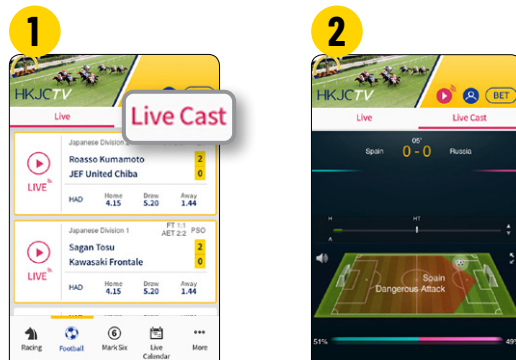 1
HKJCTV
Live
Live Cast
Japanese Division 2
Roasso Kumamoto 2
JEF United Chiba 0
LIVE
HAD Home 4.15 Draw 5.20 Away 1.44
Japanese Division 1 FT 1:1 AET 2:2 PSO
Sagan Tosu 2
Kawasaki Frontale 0
LIVE
HAD Home 4.15 Draw 5.20 Away 1.44
Racing Football 6 Mark Six Live Calendar More
2
HKJCTV BET
Live Live Cast
05'
Spain 0 - 0 Russia
H HT
A
Spain
Dangerous Attack
51% 49%